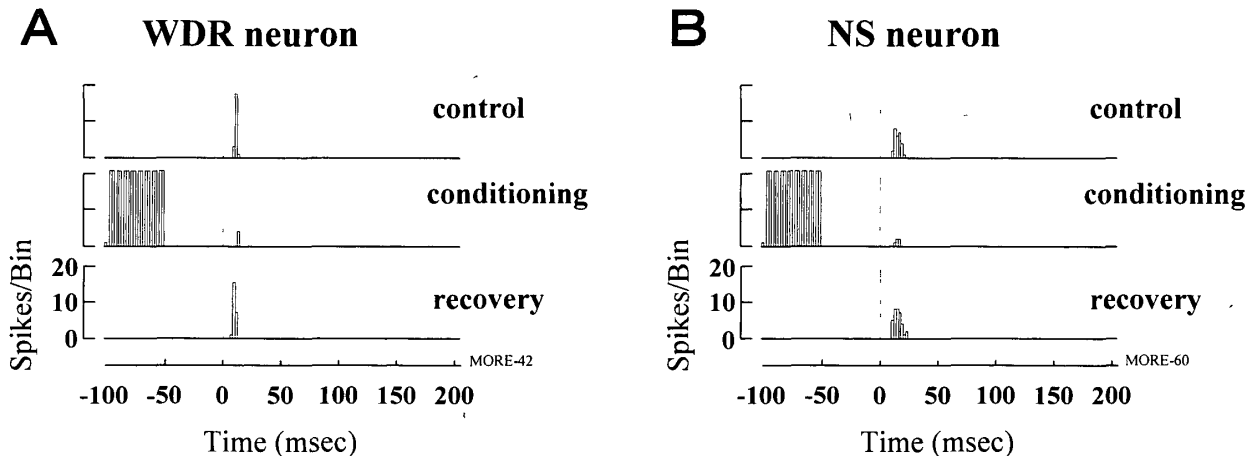 A WDR neuron
control
conditioning
Spikes/Bin
20
10
0
recovery
MORE-42
-100 -50 0 50 100 150 200
Time (msec)
B NS neuron
control
conditioning
Spikes/Bin
20
10
0
recovery
MORE-60
-100 -50 0 50 100 150 200
Time (msec)